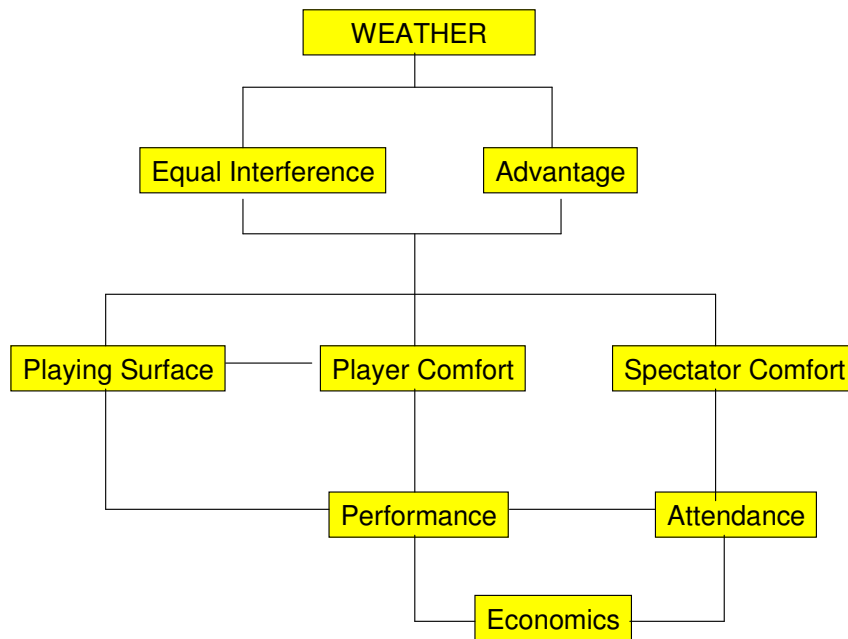 WEATHER
Equal Interference
Advantage
Playing Surface
Player Comfort
Spectator Comfort
Performance
Attendance
Economics